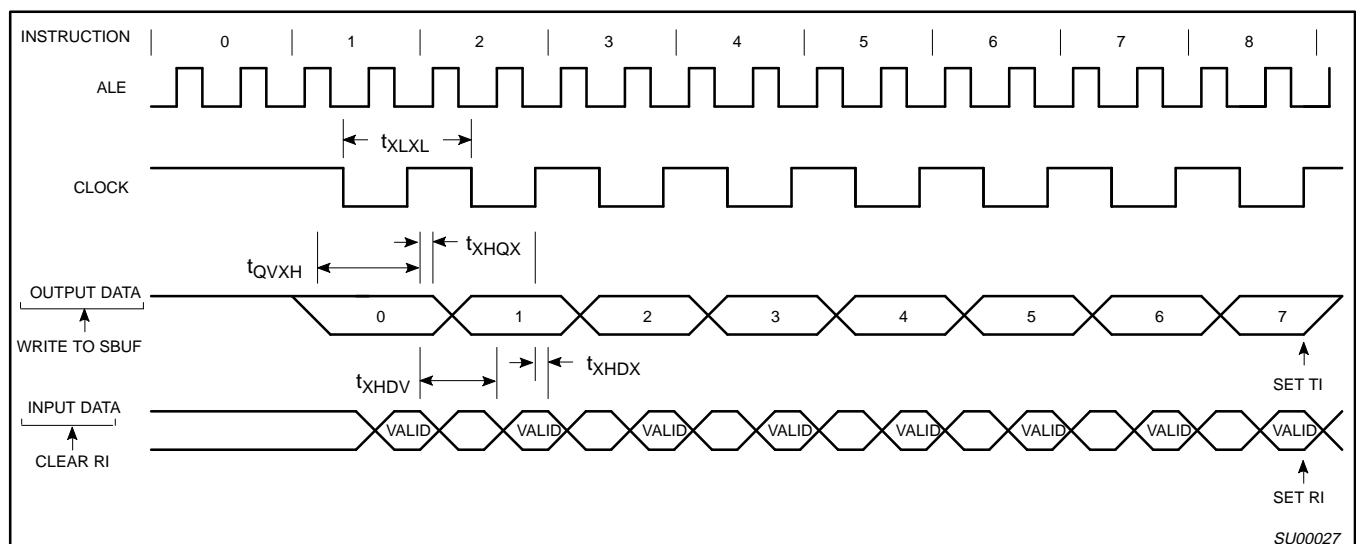 INSTRUCTION 0 1 2 3 4 5 6 7 8
ALE
tXLXL
CLOCK
tXHQX
tQVXH
OUTPUT DATA
0 1 2 3 4 5 6 7
WRITE TO SBUF
tXHDX
tXHDV
SET TI
INPUT DATA
VALID VALID VALID VALID VALID VALID VALID VALID
CLEAR RI
SET RI
SU00027